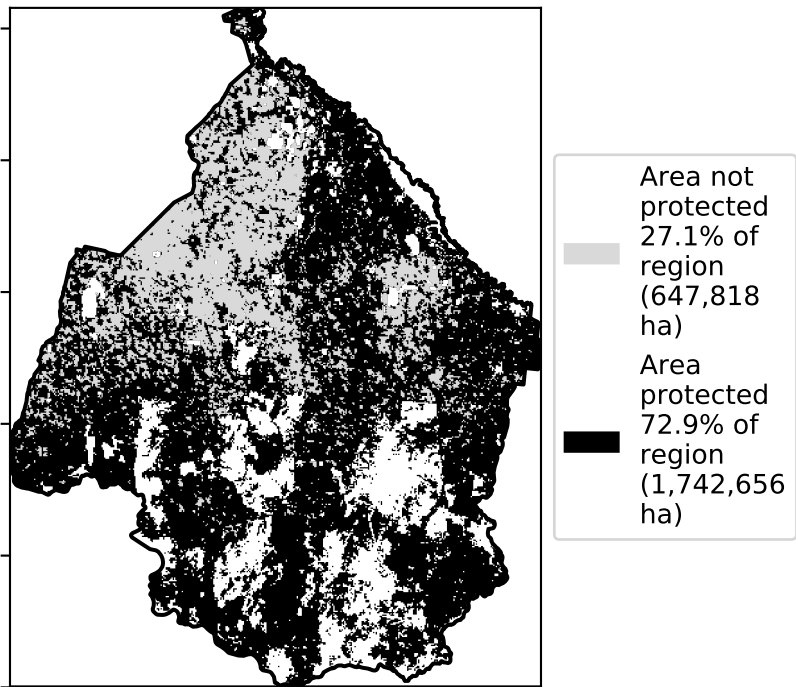 Area not
protected
27.1% of
region
(647,818
ha)
Area
protected
72.9% of
region
(1,742,656
ha)